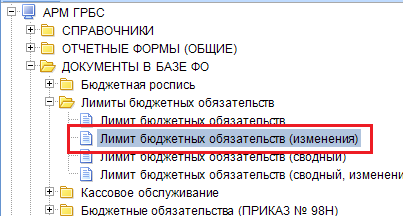 АРМ ГРБС
СПРАВОЧНИКИ
ОТЧЕТНЫЕ ФОРМЫ (ОБЩИЕ)
ДОКУМЕНТЫ В БАЗЕ ФО
Бюджетная роспись
Лимиты бюджетных обязательств
Лимит бюджетных обязательств
Лимит бюджетных обязательств (изменения)
Лимит бюджетных обязательств (сводный)
Лимит бюджетных обязательств (сводный, изменени
Кассовое обслуживание
Бюджетные обязательства (ПРИКАЗ № 98Н)